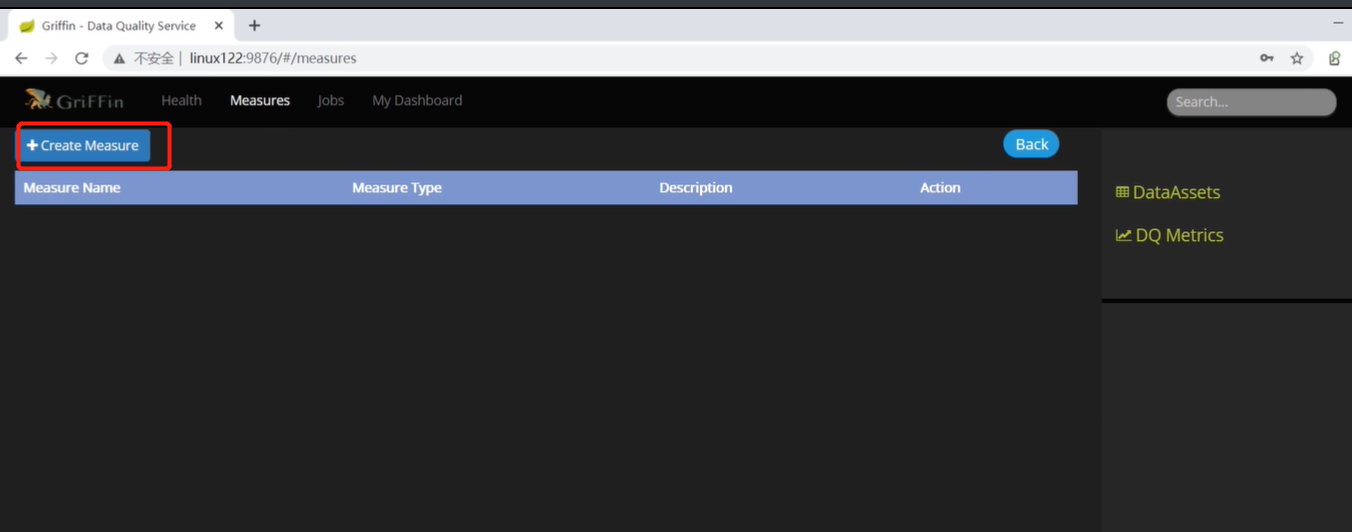 Griffin - Data Quality Service
不安全 | linux122:9876/#/measures
GriFFin Health Measures Jobs My Dashboard Search...
Create Measure Back
Measure Name Measure Type Description Action
DataAssets
DQ Metrics